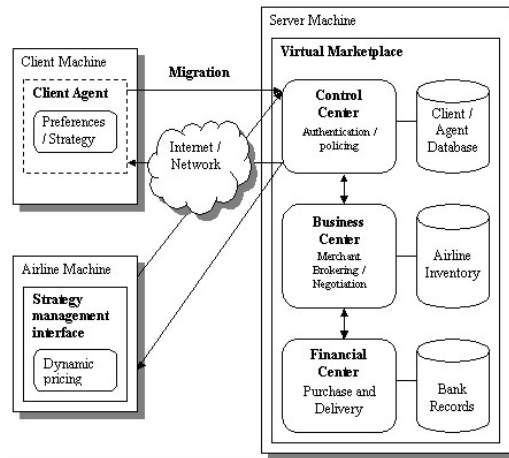 Client Machine
Client Agent
Preferences
/ Strategy
Migration
Internet /
Network
Airline Machine
Strategy
management
interface
Dynamic
pricing
Server Machine
Virtual Marketplace
Control
Center
Authentication /
policing
Client /
Agent
Database
Business
Center
Merchant
Brokering /
Negotiation
Airline
Inventory
Financial
Center
Purchase and
Delivery
Bank
Records